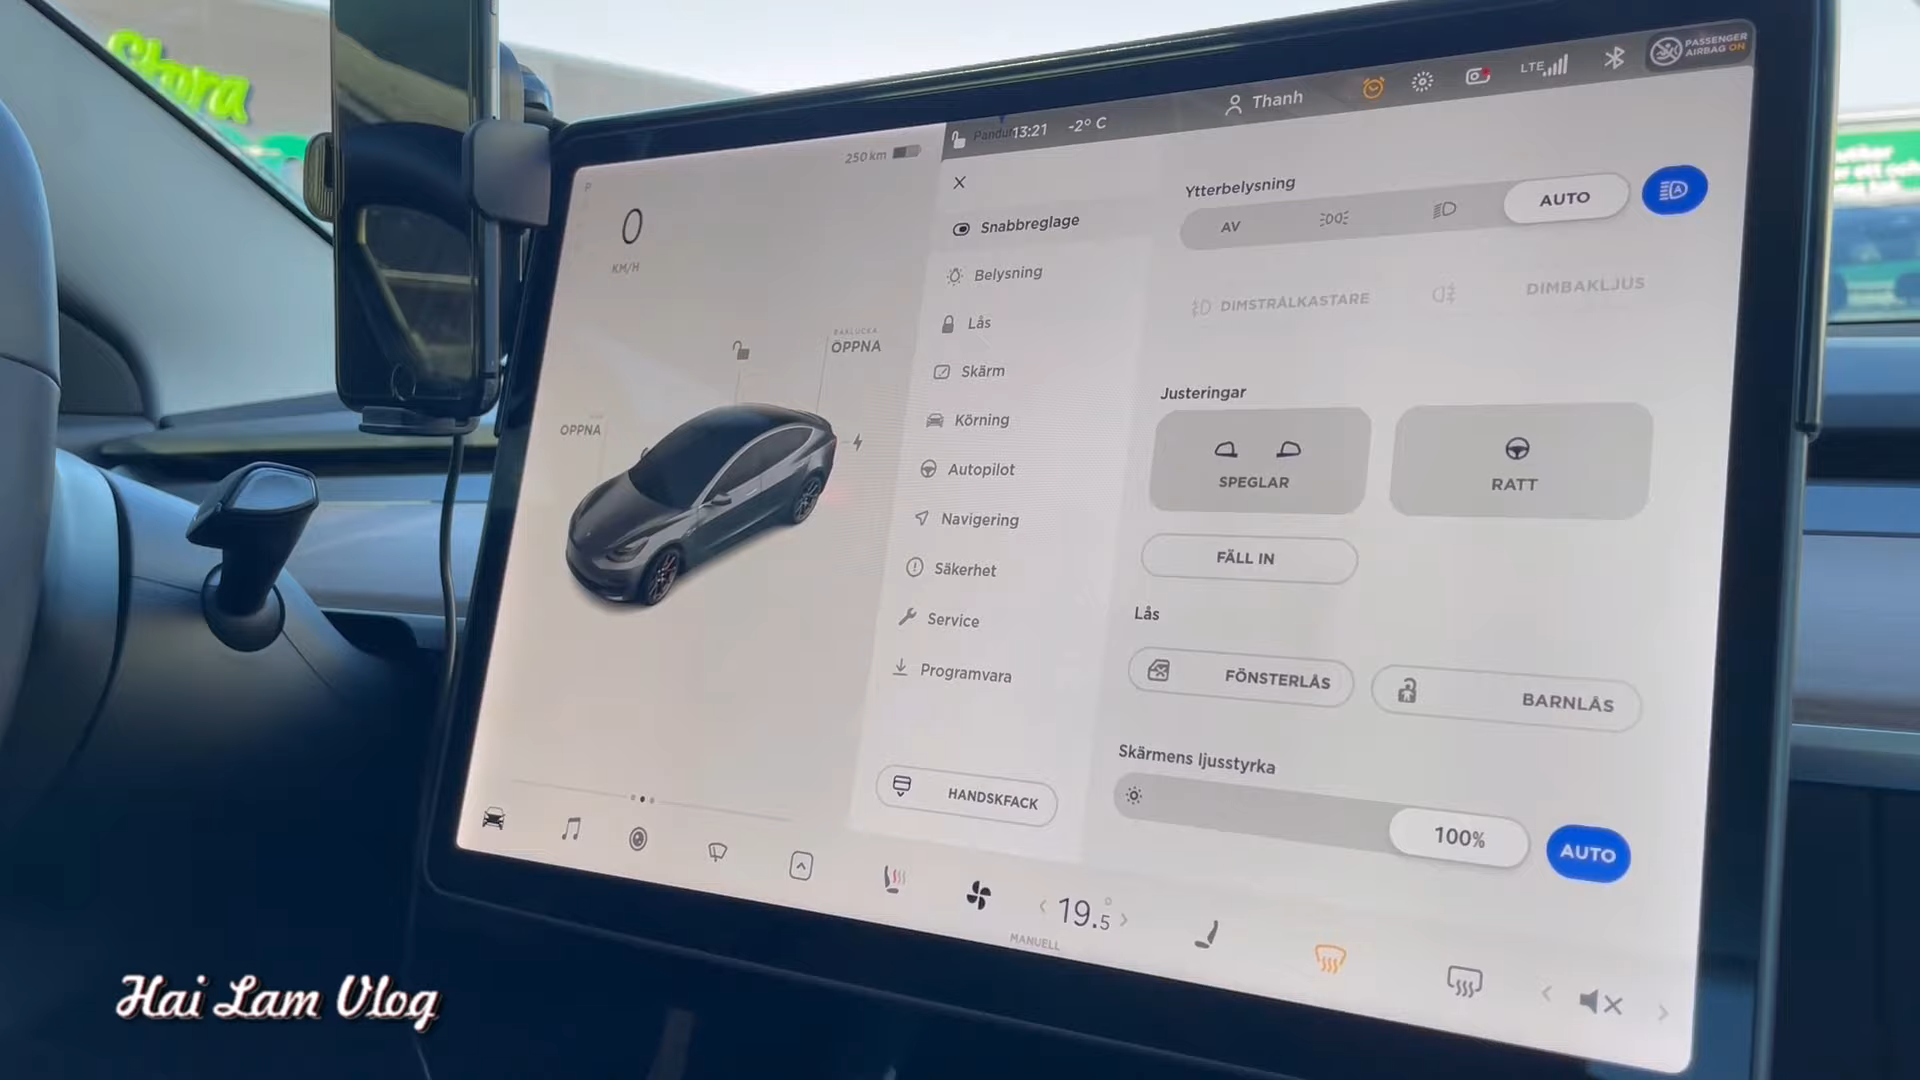 Stora
PASSENGER
AIRBAG ON
LTE
Thanh
13:21
-2° C
250 km
P
0
KM/H
BAKLUCKA
ÖPPNA
ÖPPNA
Snabbreglage
Belysning
Lås
Skärm
Körning
Autopilot
Navigering
Säkerhet
Service
Programvara
HANDSKFACK
Ytterbelysning
AV
AUTO
DIMSTRÅLKASTARE
DIMBAKLJUS
Justeringar
SPEGLAR
RATT
FÄLL IN
Lås
FÖNSTERLÅS
BARNLÅS
Skärmens ljusstyrka
100%
AUTO
19.5°
MANUELL
Hai Lam Vlog